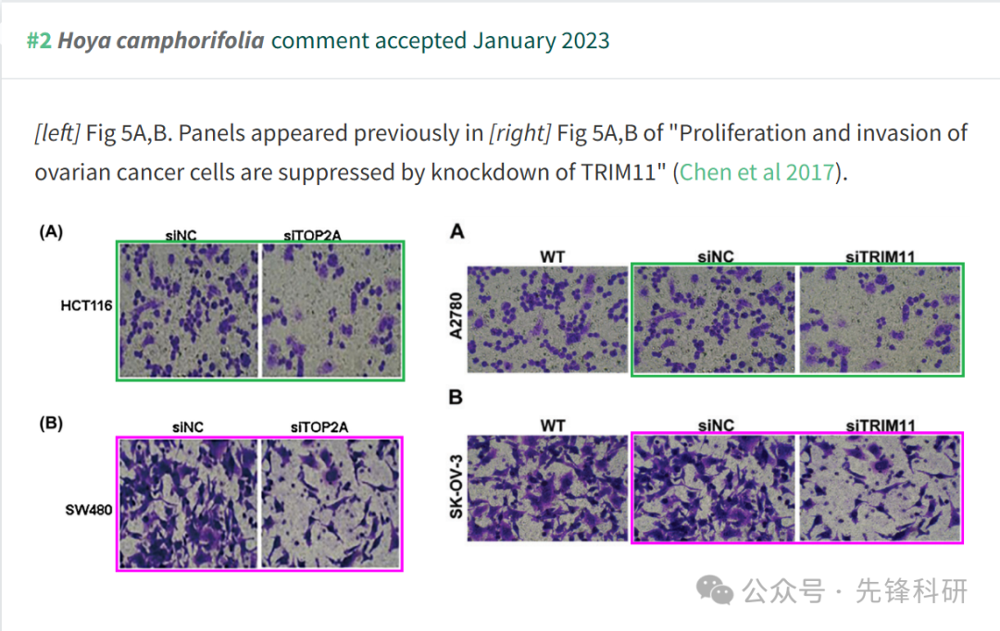 #2 Hoya camphorifolia comment accepted January 2023
[left] Fig 5A,B. Panels appeared previously in [right] Fig 5A,B of "Proliferation and invasion of
ovarian cancer cells are suppressed by knockdown of TRIM11" (Chen et al 2017).
(A)
siNC siTOP2A
HCT116
(B)
siNC siTOP2A
SW480
A
WT siNC siTRIM11
A2780
B
WT siNC siTRIM11
SK-OV-3
公众号 · 先锋科研